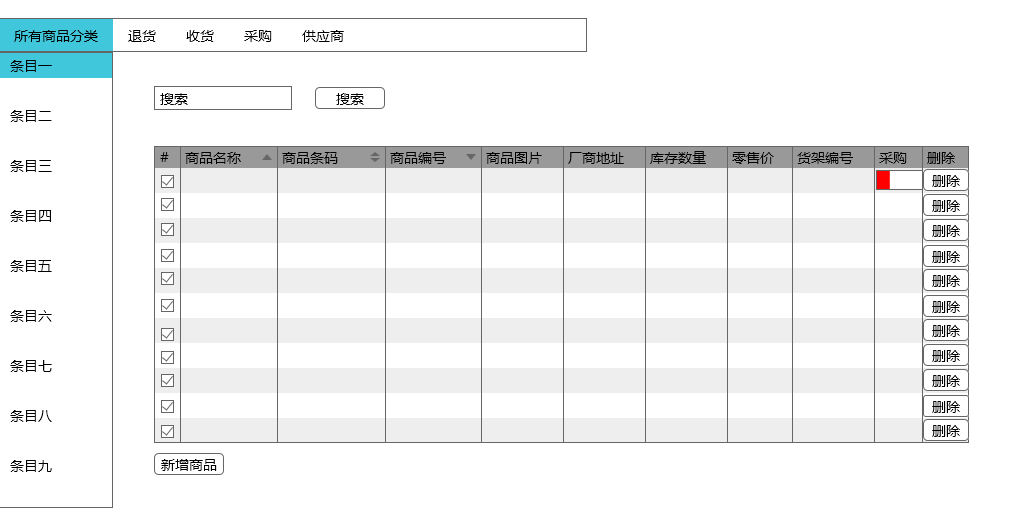 所有商品分类 退货 收货 采购 供应商
条目一
条目二
条目三
条目四
条目五
条目六
条目七
条目八
条目九
搜索 搜索
# 商品名称 商品条码 商品编号 商品图片 厂商地址 库存数量 零售价 货架编号 采购 删除
删除
删除
删除
删除
删除
删除
删除
删除
删除
删除
删除
新增商品